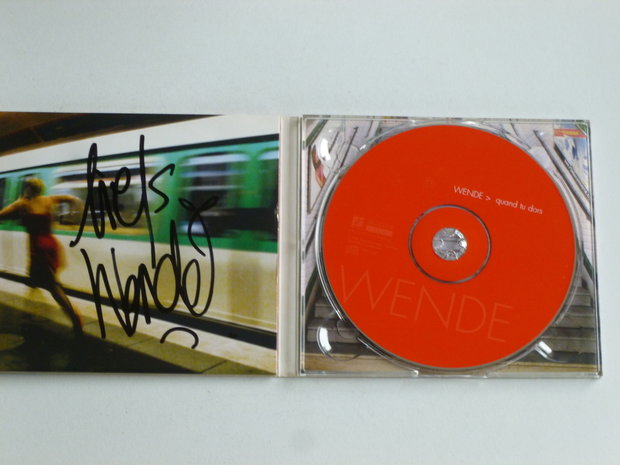 liefs
Wende
WENDE > quand tu dors
WENDE